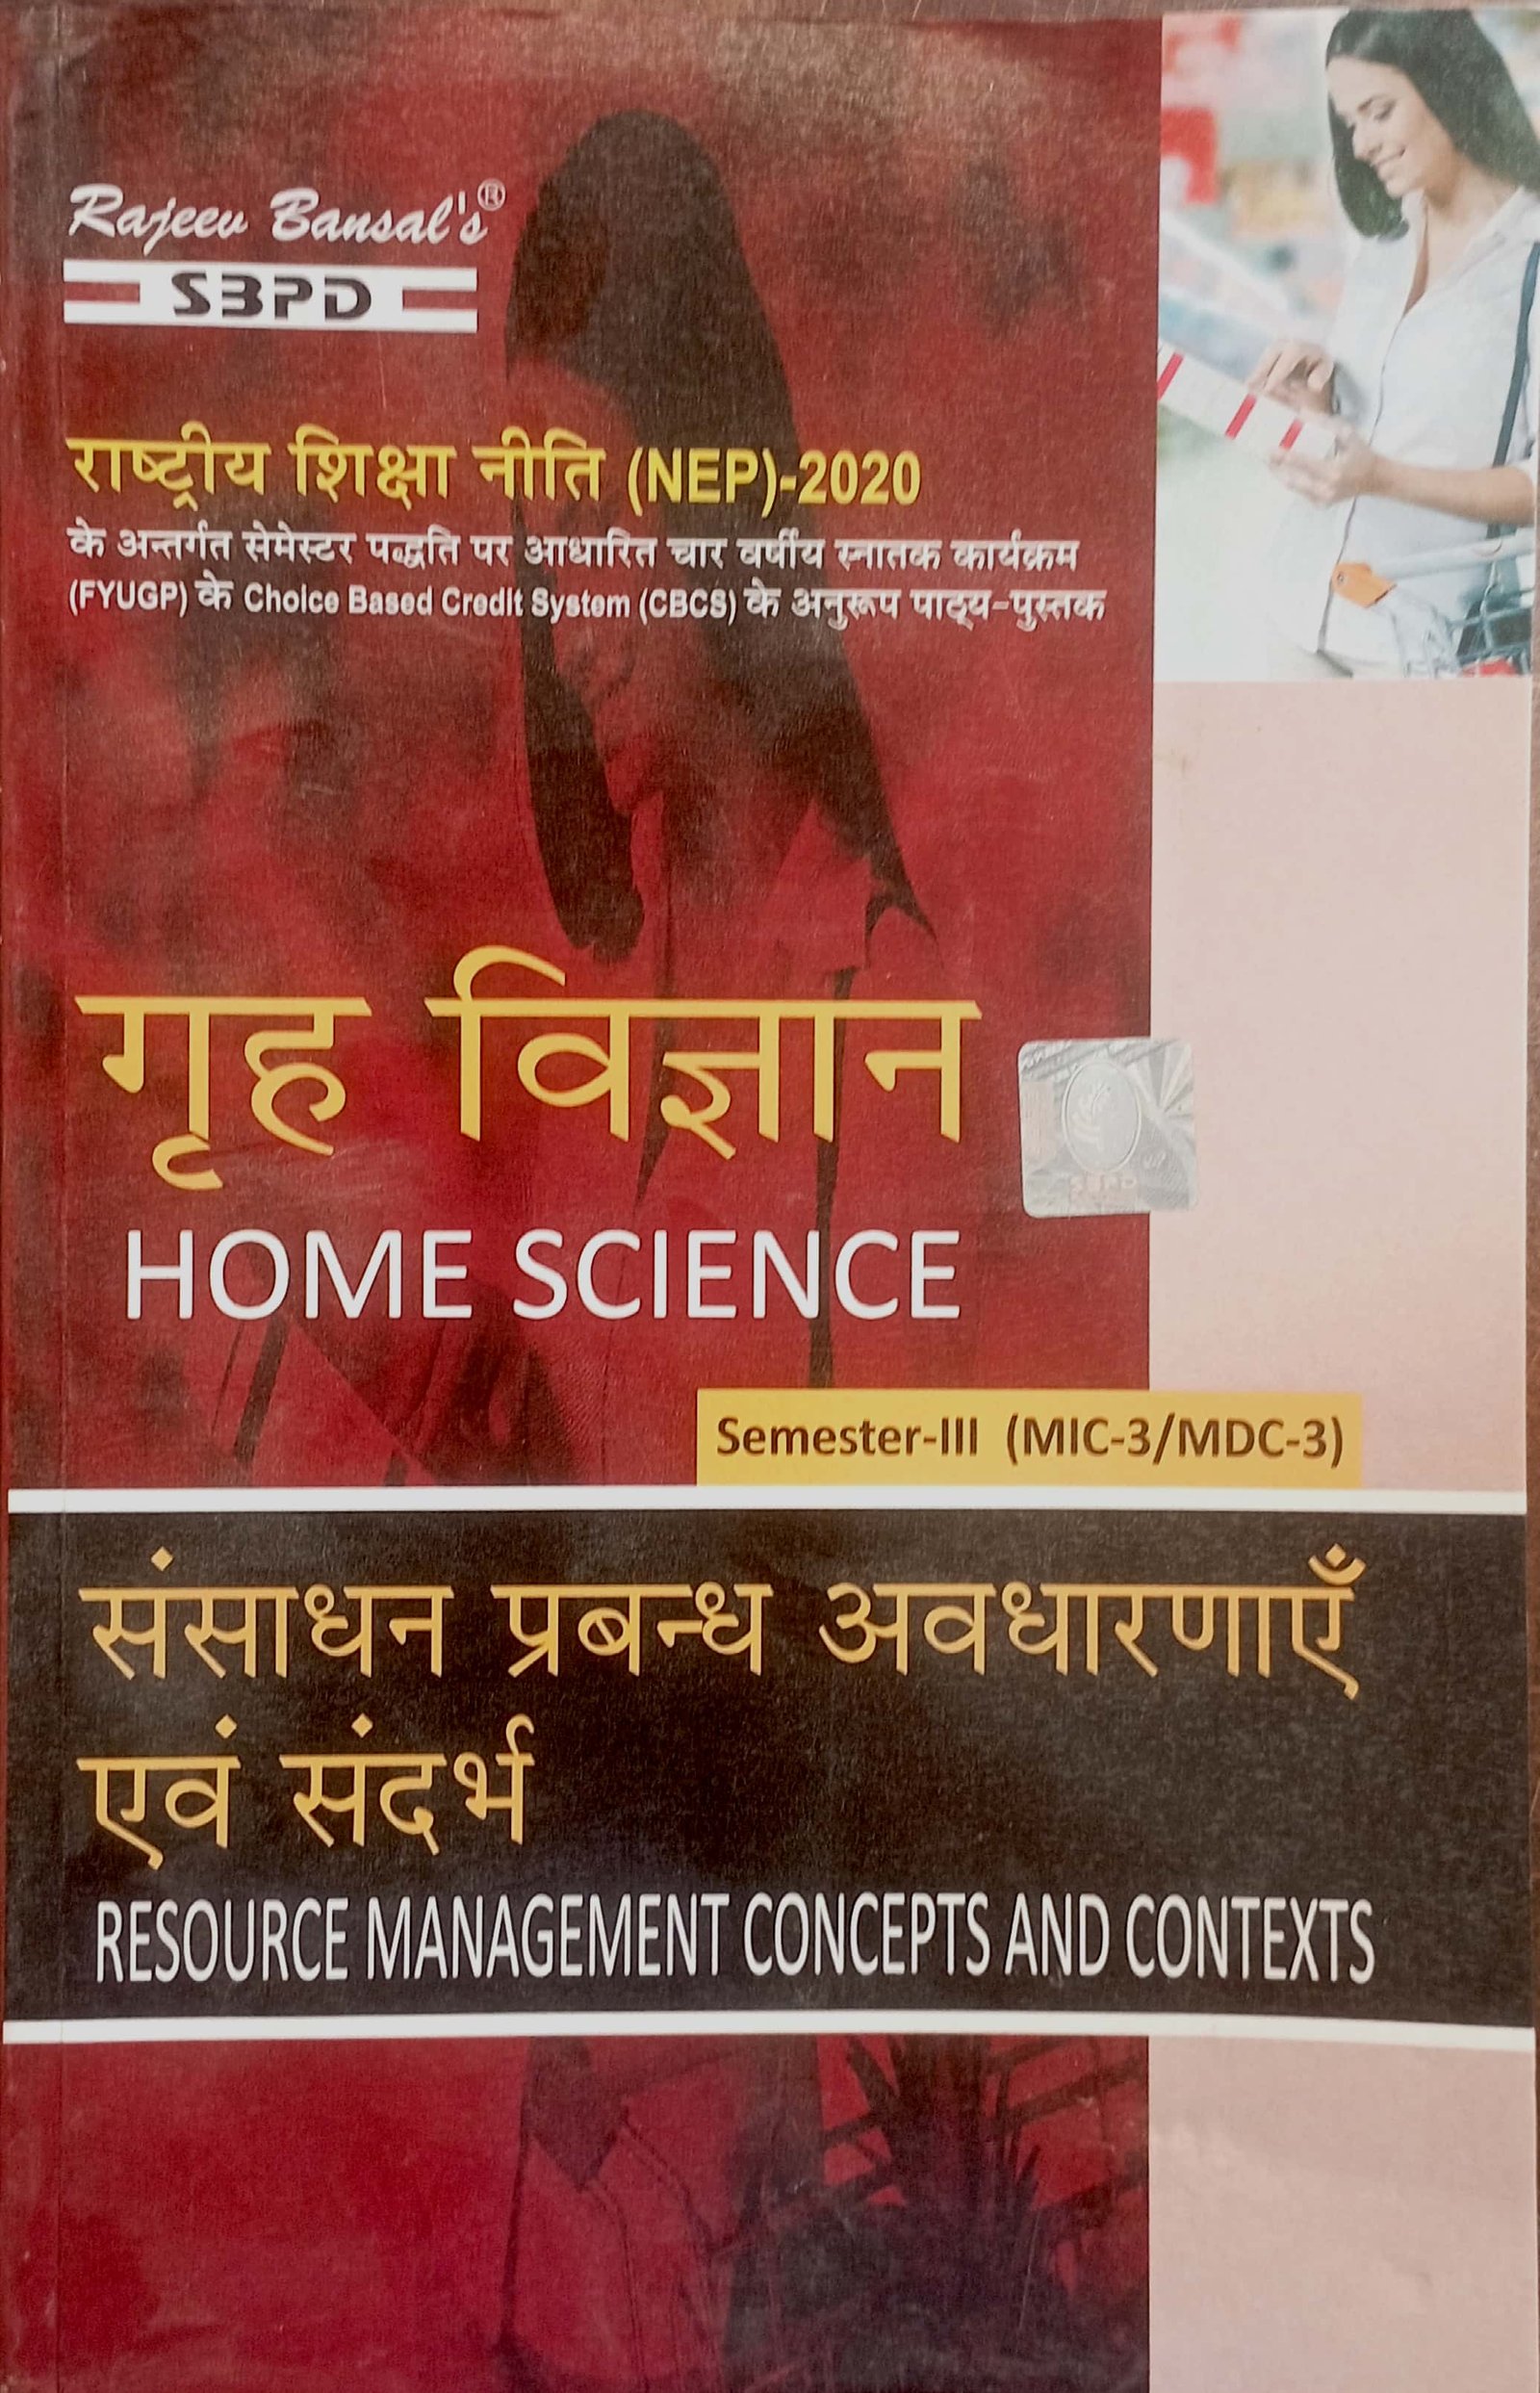 Rajeev Bansal's®
SBPD
राष्ट्रीय शिक्षा नीति (NEP)-2020
के अन्तर्गत सेमेस्टर पद्धति पर आधारित चार वर्षीय स्नातक कार्यक्रम
(FYUGP) के Choice Based Credit System (CBCS) के अनुरूप पाठ्य-पुस्तक
गृह विज्ञान
HOME SCIENCE
SBPD
Semester-III (MIC-3/MDC-3)
संसाधन प्रबन्ध अवधारणाएँ
एवं संदर्भ
RESOURCE MANAGEMENT CONCEPTS AND CONTEXTS